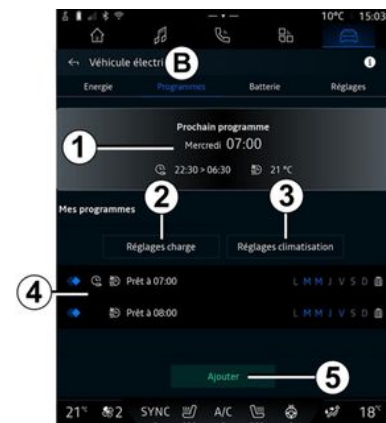 10°C 15:03
Véhicule électri B
Energie Programmes Batterie Réglages
Prochain programme
1 Mercredi 07:00
22:30 > 06:30 21 °C
2 3
Mes programmes
Réglages charge Réglages climatisation
4
Prêt à 07:00 L M M J V S D
Prêt à 08:00 L M M J V S D
Ajouter 5
21° 2 SYNC A/C 18°